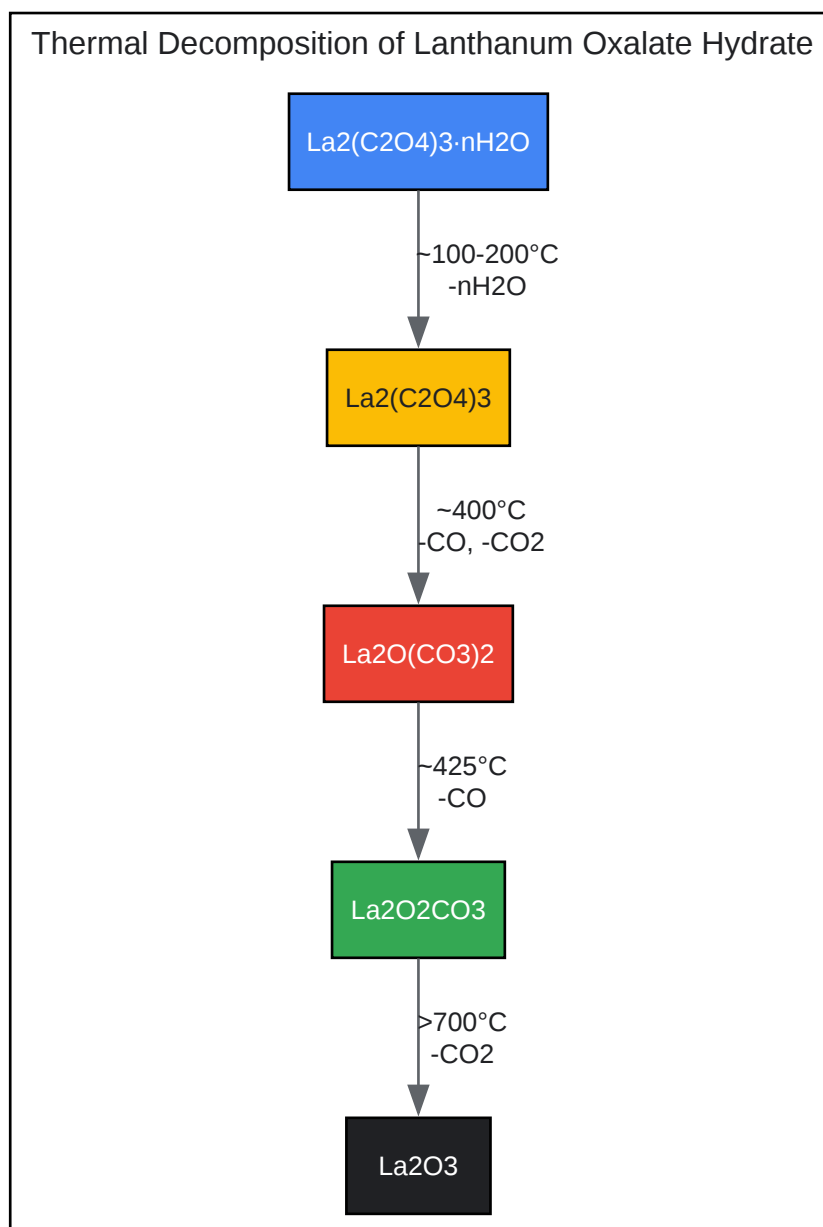 Thermal Decomposition of Lanthanum Oxalate Hydrate
La2(C2O4)3·nH2O
~100-200°C
-nH2O
La2(C2O4)3
~400°C
-CO, -CO2
La2O(CO3)2
~425°C
-CO
La2O2CO3
>700°C
-CO2
La2O3